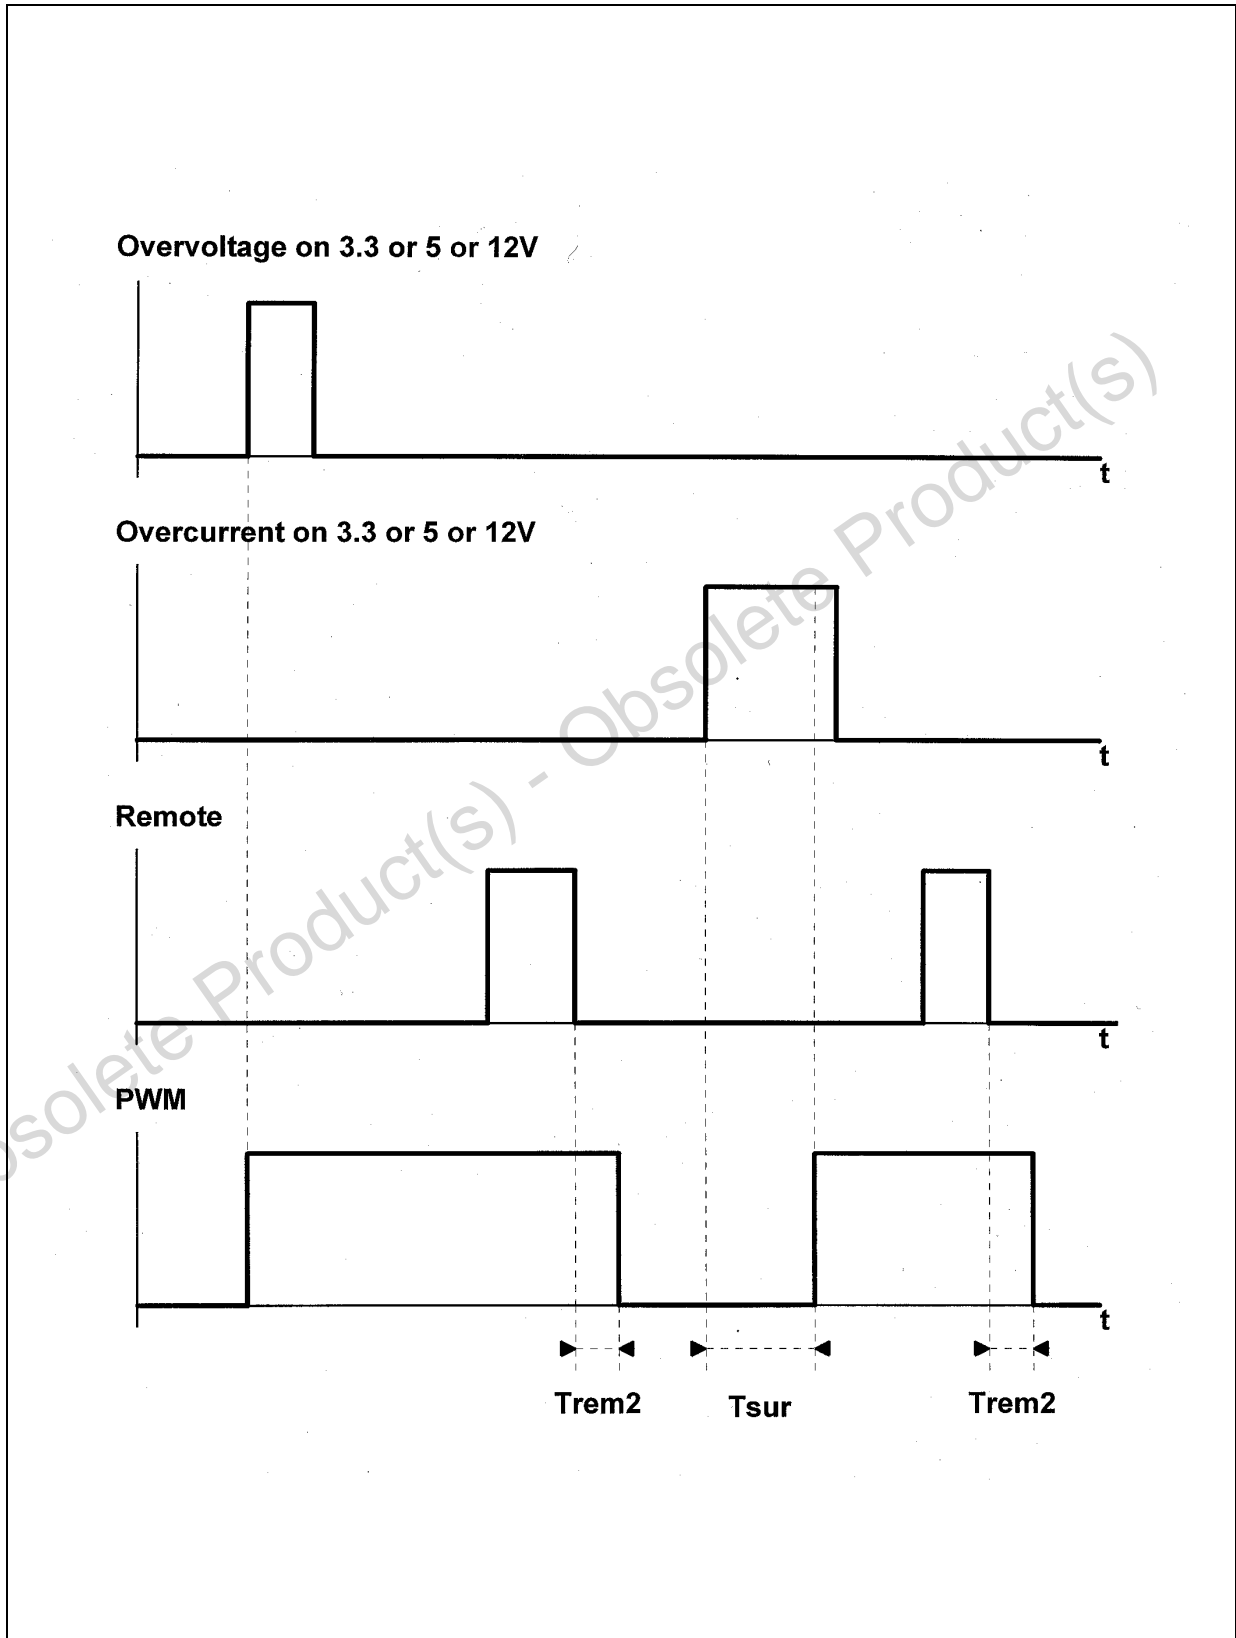 Overvoltage on 3.3 or 5 or 12V
t
Overcurrent on 3.3 or 5 or 12V
t
Remote
t
PWM
t
Trem2 Tsur Trem2
Obsolete Product(s) - Obsolete Product(s)